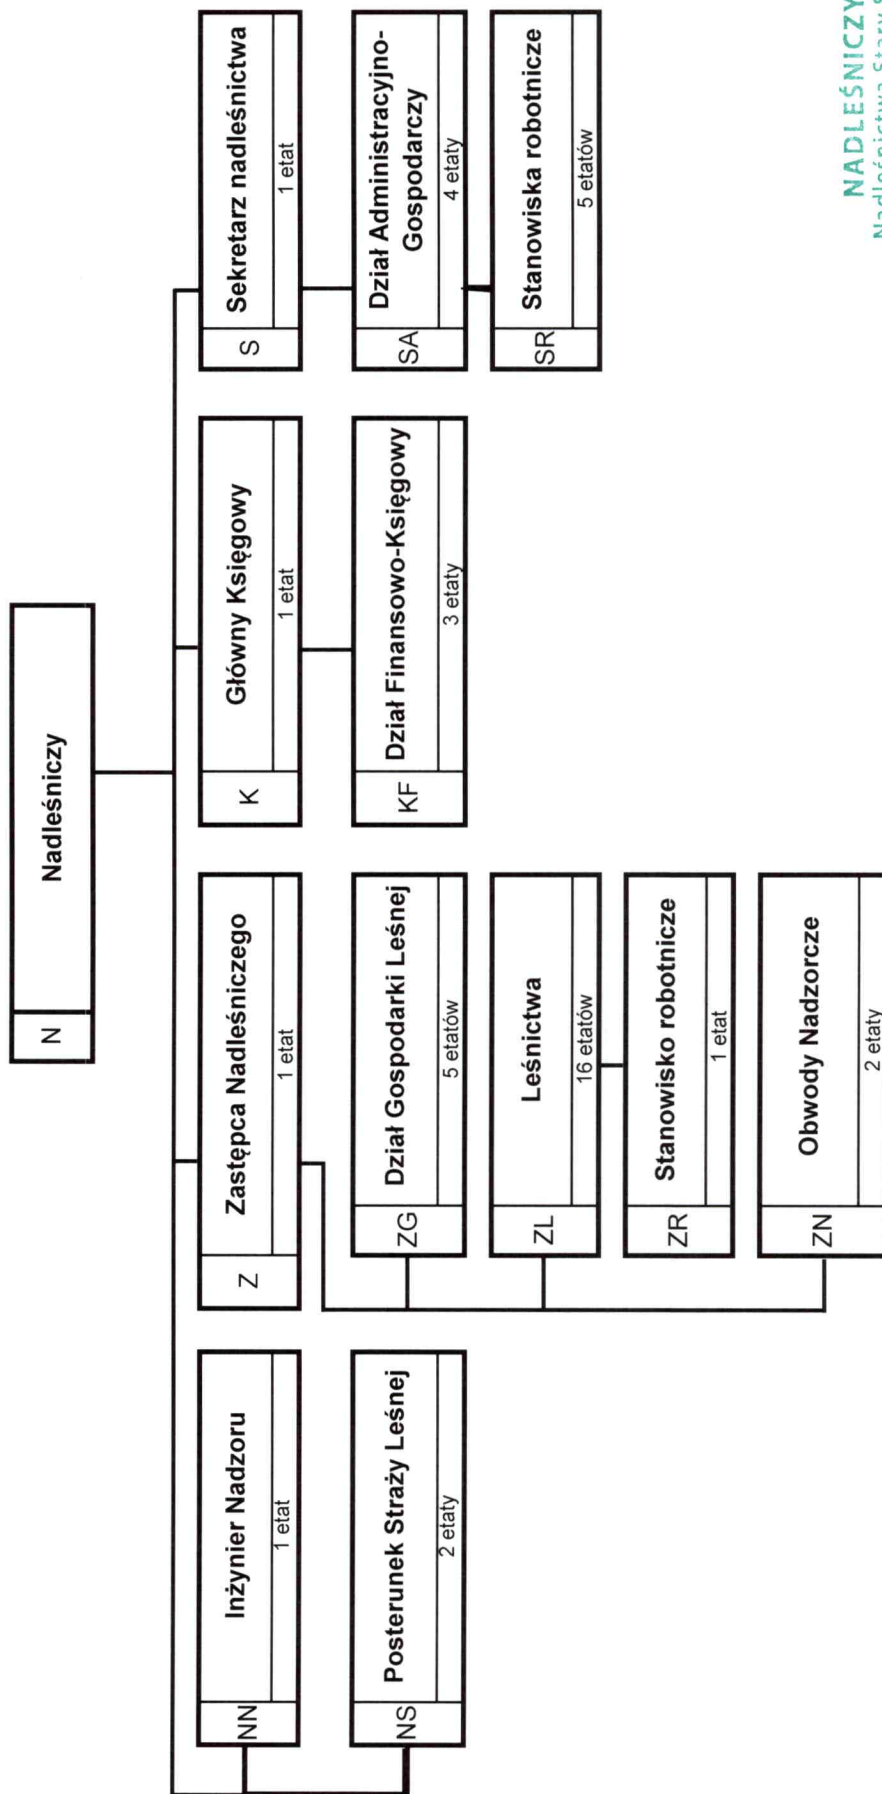 N
Nadleśniczy
NN
Inżynier Nadzoru
1 etat
NS
Posterunek Straży Leśnej
2 etaty
Z
Zastępca Nadleśniczego
1 etat
ZG
Dział Gospodarki Leśnej
5 etatów
ZL
Leśnictwa
16 etatów
ZR
Stanowisko robotnicze
1 etat
ZN
Obwody Nadzorcze
2 etaty
K
Główny Księgowy
1 etat
KF
Dział Finansowo-Księgowy
3 etaty
S
Sekretarz nadleśnictwa
1 etat
SA
Dział Administracyjno-
Gospodarczy
4 etaty
SR
Stanowiska robotnicze
5 etatów
NADLEŚNICZY
Nadleśnictwa Stary